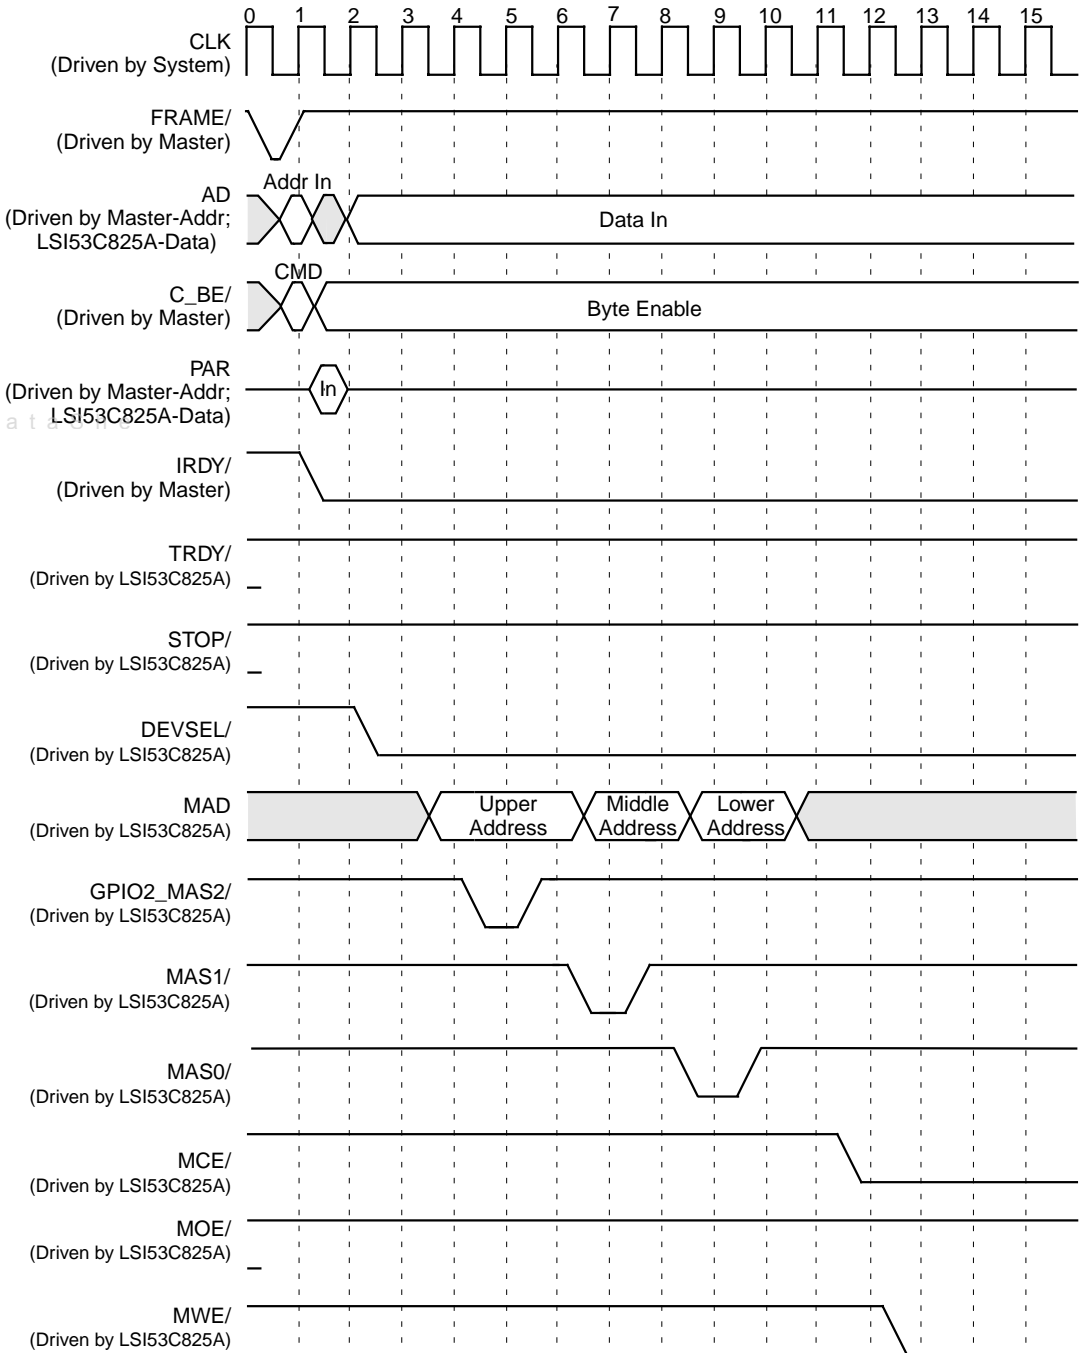 0 1 2 3 4 5 6 7 8 9 10 11 12 13 14 15
CLK
(Driven by System)
FRAME/
(Driven by Master)
Addr In
AD
(Driven by Master-Addr;
LSI53C825A-Data)
Data In
CMD
C_BE/
(Driven by Master)
Byte Enable
PAR
(Driven by Master-Addr;
LSI53C825A-Data)
In
IRDY/
(Driven by Master)
TRDY/
(Driven by LSI53C825A)
STOP/
(Driven by LSI53C825A)
DEVSEL/
(Driven by LSI53C825A)
MAD
(Driven by LSI53C825A)
Upper
Address
Middle
Address
Lower
Address
GPIO2_MAS2/
(Driven by LSI53C825A)
MAS1/
(Driven by LSI53C825A)
MAS0/
(Driven by LSI53C825A)
MCE/
(Driven by LSI53C825A)
MOE/
(Driven by LSI53C825A)
MWE/
(Driven by LSI53C825A)